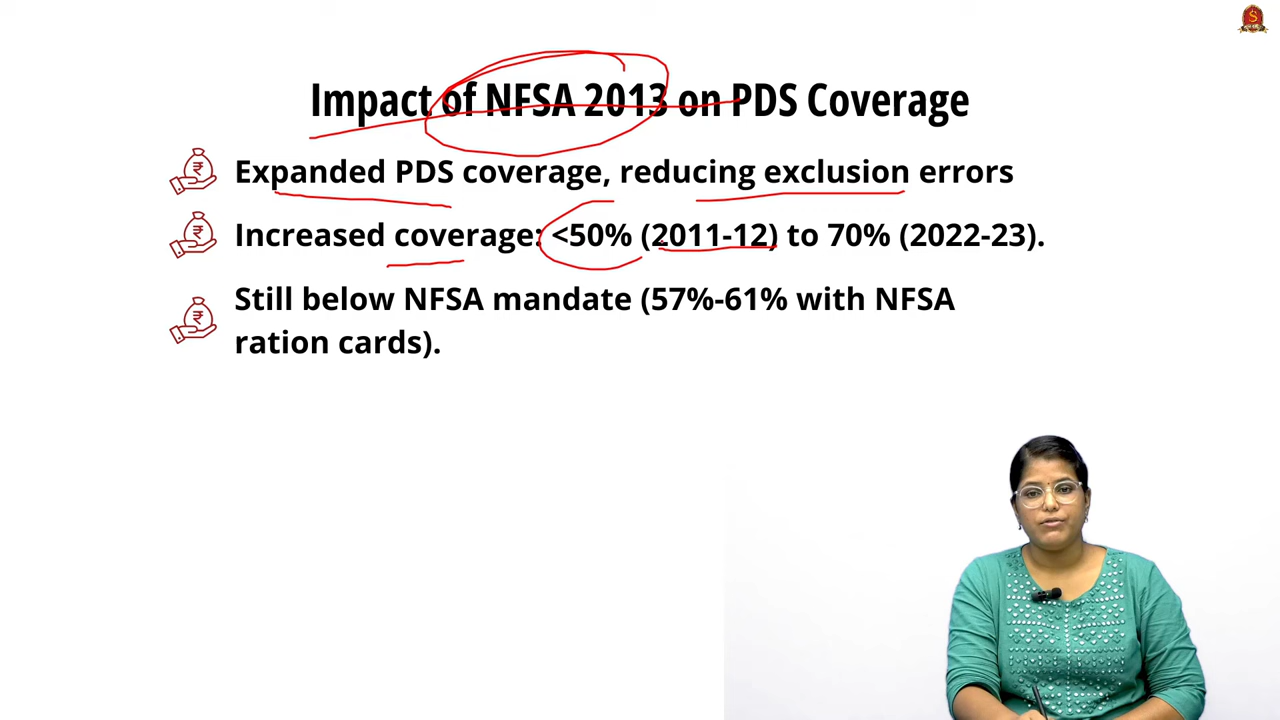 Impact of NFSA 2013 on PDS Coverage
Expanded PDS coverage, reducing exclusion errors
Increased coverage: <50% (2011-12) to 70% (2022-23).
Still below NFSA mandate (57%-61% with NFSA
ration cards).